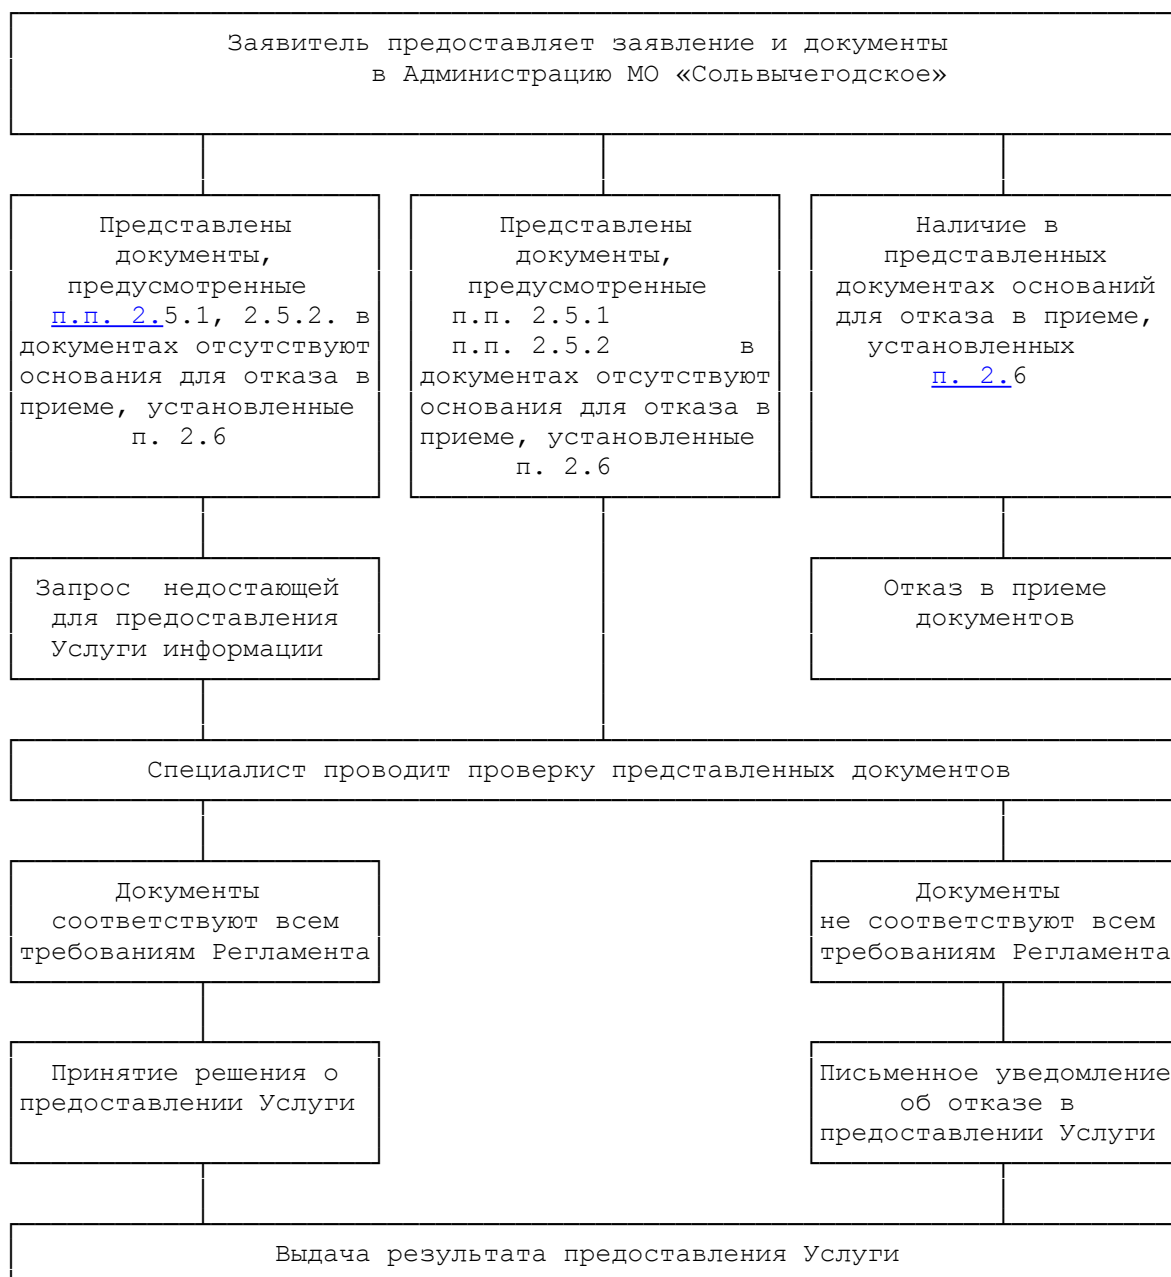 Заявитель предоставляет заявление и документы
в Администрацию МО «Сольвычегодское»
Представлены
документы,
предусмотренные
п.п. 2.5.1, 2.5.2. в
документах отсутствуют
основания для отказа в
приеме, установленные
п. 2.6
Представлены
документы,
предусмотренные
п.п. 2.5.1
п.п. 2.5.2 в
документах отсутствуют
основания для отказа в
приеме, установленные
п. 2.6
Наличие в
представленных
документах оснований
для отказа в приеме,
установленных
п. 2.6
Запрос недостающей
для предоставления
Услуги информации
Отказ в приеме
документов
Специалист проводит проверку представленных документов
Документы
соответствуют всем
требованиям Регламента
Документы
не соответствуют всем
требованиям Регламента
Принятие решения о
предоставлении Услуги
Письменное уведомление
об отказе в
предоставлении Услуги
Выдача результата предоставления Услуги